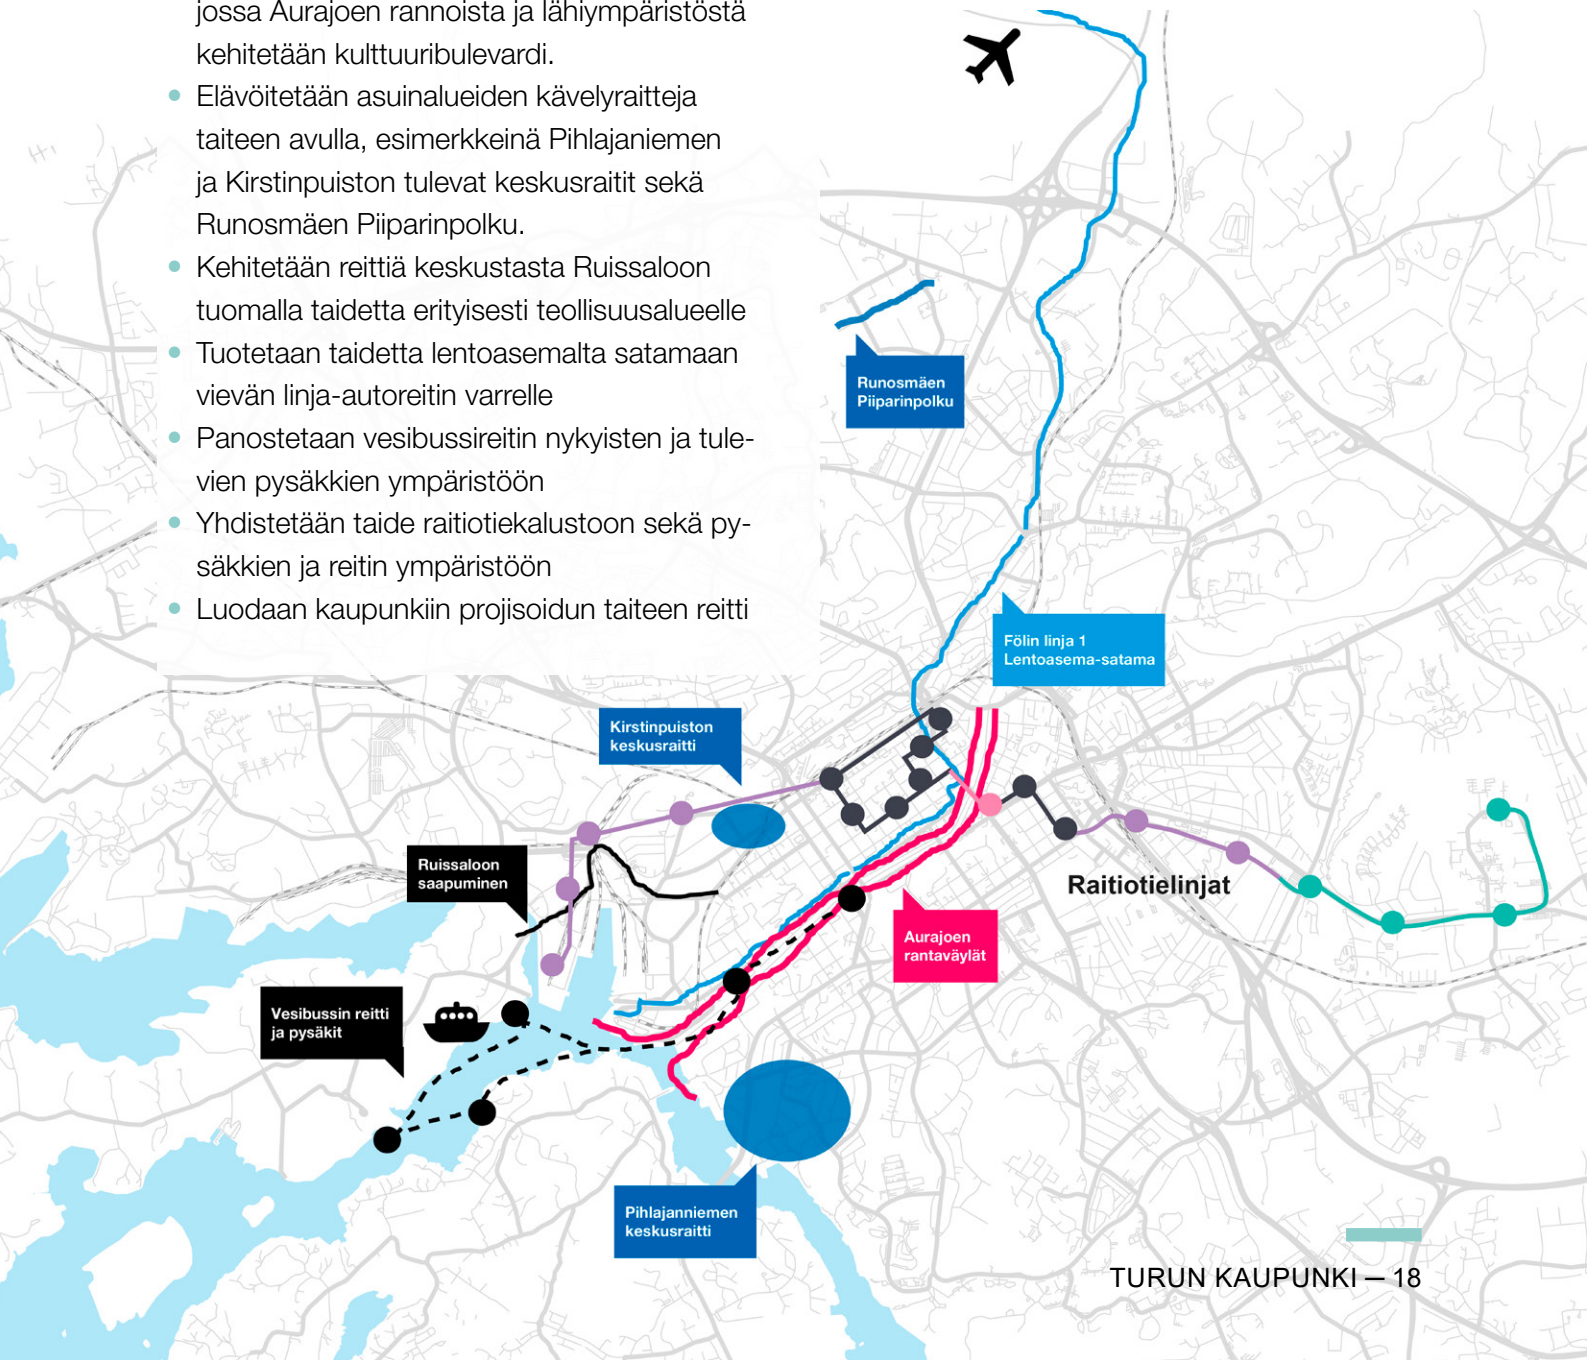 jossa Aurajoen rannoista ja lähiympäristöstä
kehitetään kulttuuribulevardi.
• Elävöitetään asuinalueiden kävelyraitteja
taiteen avulla, esimerkkeinä Pihlajaniemen
ja Kirstinpuiston tulevat keskusraitit sekä
Runosmäen Piiparinpolku.
• Kehitetään reittiä keskustasta Ruissaloon
tuomalla taidetta erityisesti teollisuusalueelle
• Tuotetaan taidetta lentoasemalta satamaan
vievän linja-autoreitin varrelle
• Panostetaan vesibussireitin nykyisten ja tule-
vien pysäkkien ympäristöön
• Yhdistetään taide raitiotiekalustoon sekä py-
säkkien ja reitin ympäristöön
• Luodaan kaupunkiin projisoidun taiteen reitti
Runosmäen
Piiparinpolku
Fölin linja 1
Lentoasema-satama
Kirstinpuiston
keskusraitti
Ruissaloon
saapuminen
Raitiotielinjat
Aurajoen
rantaväylät
Vesibussin reitti
ja pysäkit
Pihlajanniemen
keskusraitti
TURUN KAUPUNKI — 18